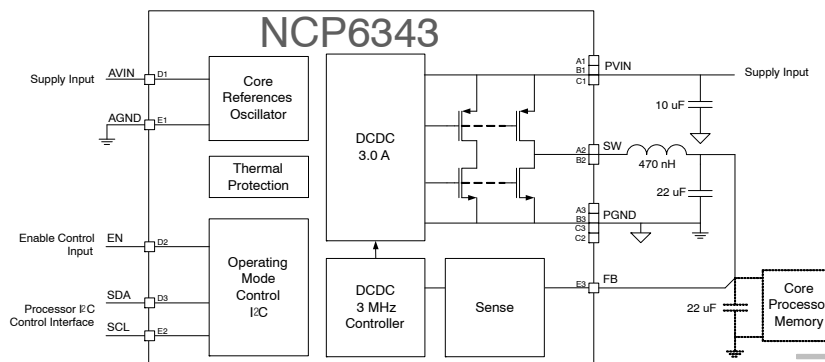 NCP6343
Supply Input
AVIN
D1
AGND
E1
Core
References
Oscillator
Thermal
Protection
Enable Control
Input
EN
D2
Processor I²C
Control Interface
SDA
D3
SCL
E2
Operating
Mode
Control
I²C
DCDC
3.0 A
DCDC
3 MHz
Controller
Sense
A1
B1
C1
PVIN
Supply Input
10 uF
A2
B2
SW
470 nH
22 uF
A3
B3
C3
C2
PGND
E3
FB
22 uF
Core
Processor
Memory